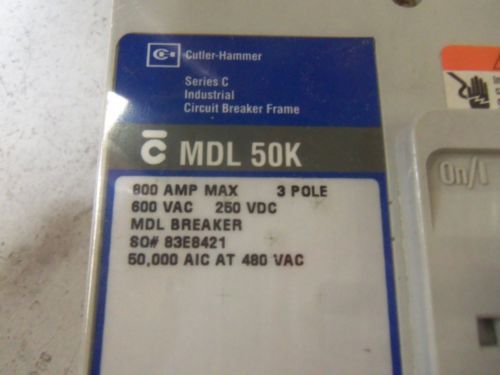 Cutler-Hammer
Series C
Industrial
Circuit Breaker Frame
C MDL 50K
800 AMP MAX 3 POLE
600 VAC 250 VDC
MDL BREAKER
SO# 83E8421
50,000 AIC AT 480 VAC
On/I